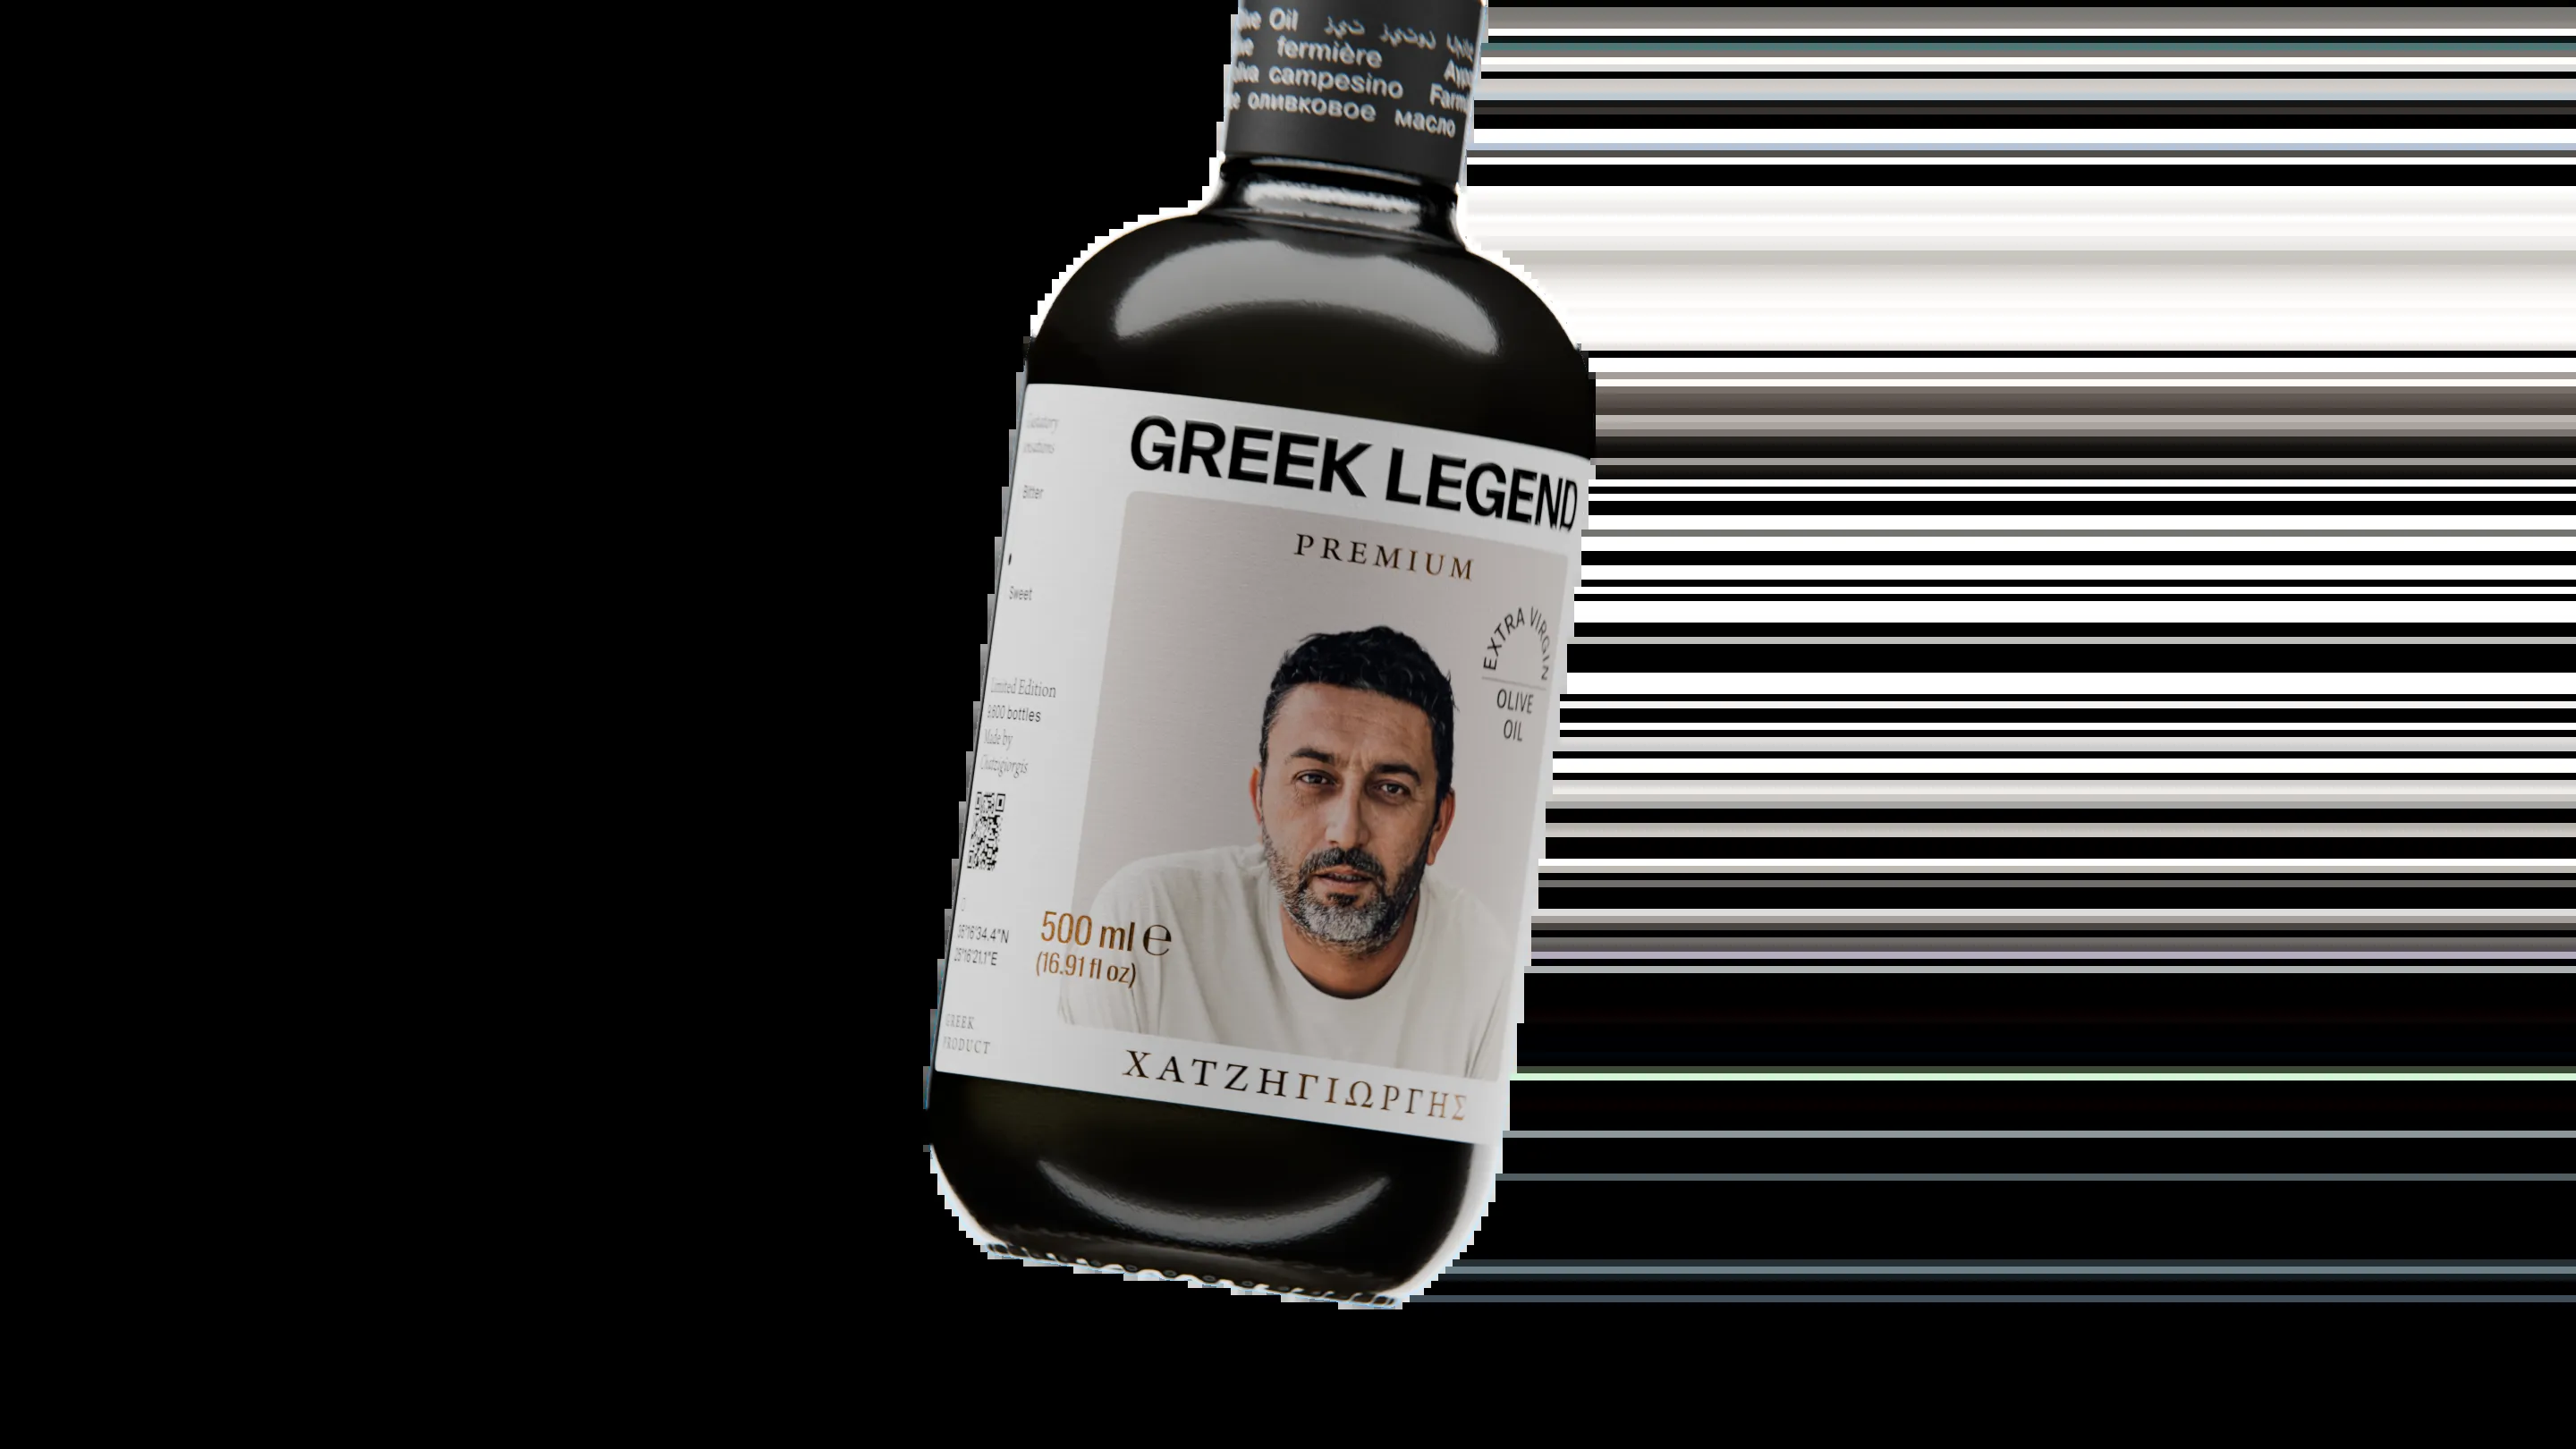 Oil
fermière
campesino
оливковое масло
GREEK LEGEND
PREMIUM
EXTRA VIRGIN
OLIVE
OIL
Bitter
Sweet
Limited Edition
bottles
Made by
Chatzigiorgis
500 ml ℮
(16.91 fl oz)
GREEK
PRODUCT
ΧΑΤΖΗΓΙΩΡΓΗΣ